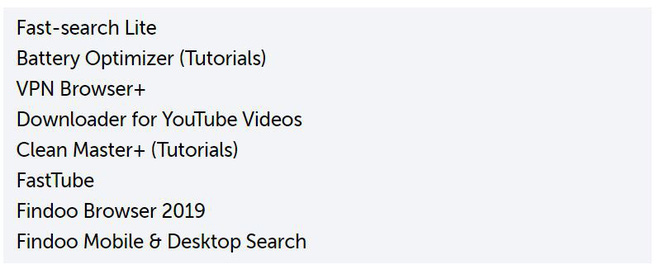 Fast-search Lite
Battery Optimizer (Tutorials)
VPN Browser+
Downloader for YouTube Videos
Clean Master+ (Tutorials)
FastTube
Findoo Browser 2019
Findoo Mobile & Desktop Search